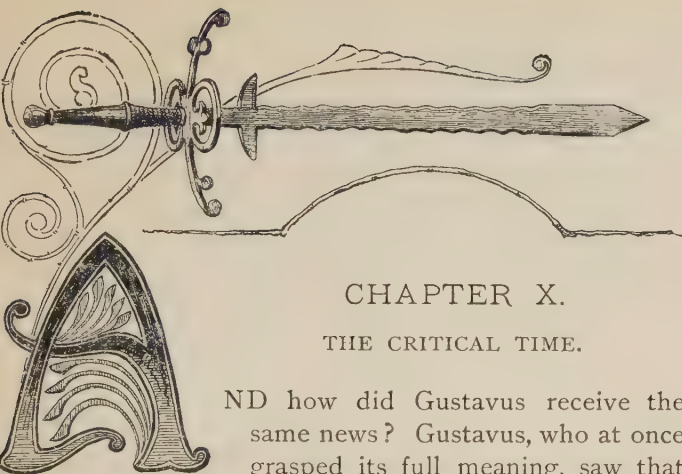 CHAPTER X.
THE CRITICAL TIME.
AND how did Gustavus receive the
same news? Gustavus, who at once
grasped its full meaning, saw that